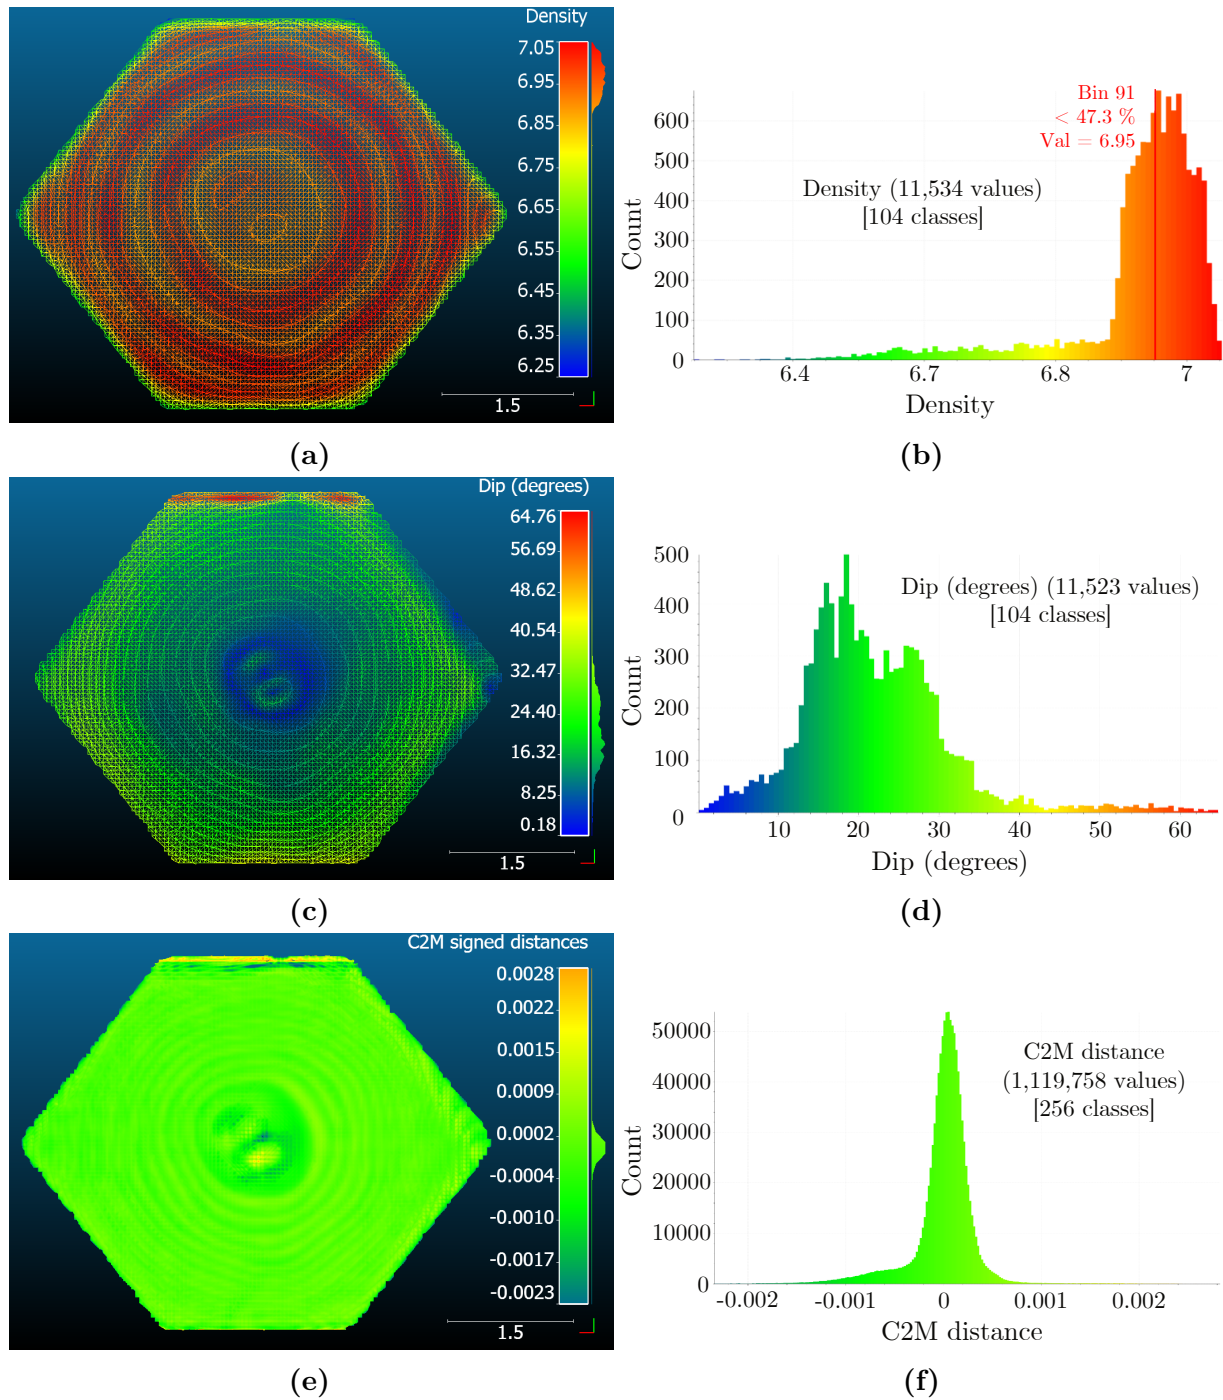 Density
7.05
6.95
6.85
6.75
6.65
6.55
6.45
6.35
6.25
1.5
(a)
Bin 91
< 47.3 %
Val = 6.95
Density (11,534 values)
[104 classes]
Count
600
500
400
300
200
100
0
6.4 6.7 6.8 7
Density
(b)
Dip (degrees)
64.76
56.69
48.62
40.54
32.47
24.40
16.32
8.25
0.18
1.5
(c)
Dip (degrees) (11,523 values)
[104 classes]
Count
500
400
300
200
100
0
10 20 30 40 50 60
Dip (degrees)
(d)
C2M signed distances
0.0028
0.0022
0.0015
0.0009
0.0002
-0.0004
-0.0010
-0.0017
-0.0023
1.5
(e)
C2M distance
(1,119,758 values)
[256 classes]
Count
50000
40000
30000
20000
10000
0
-0.002 -0.001 0 0.001 0.002
C2M distance
(f)